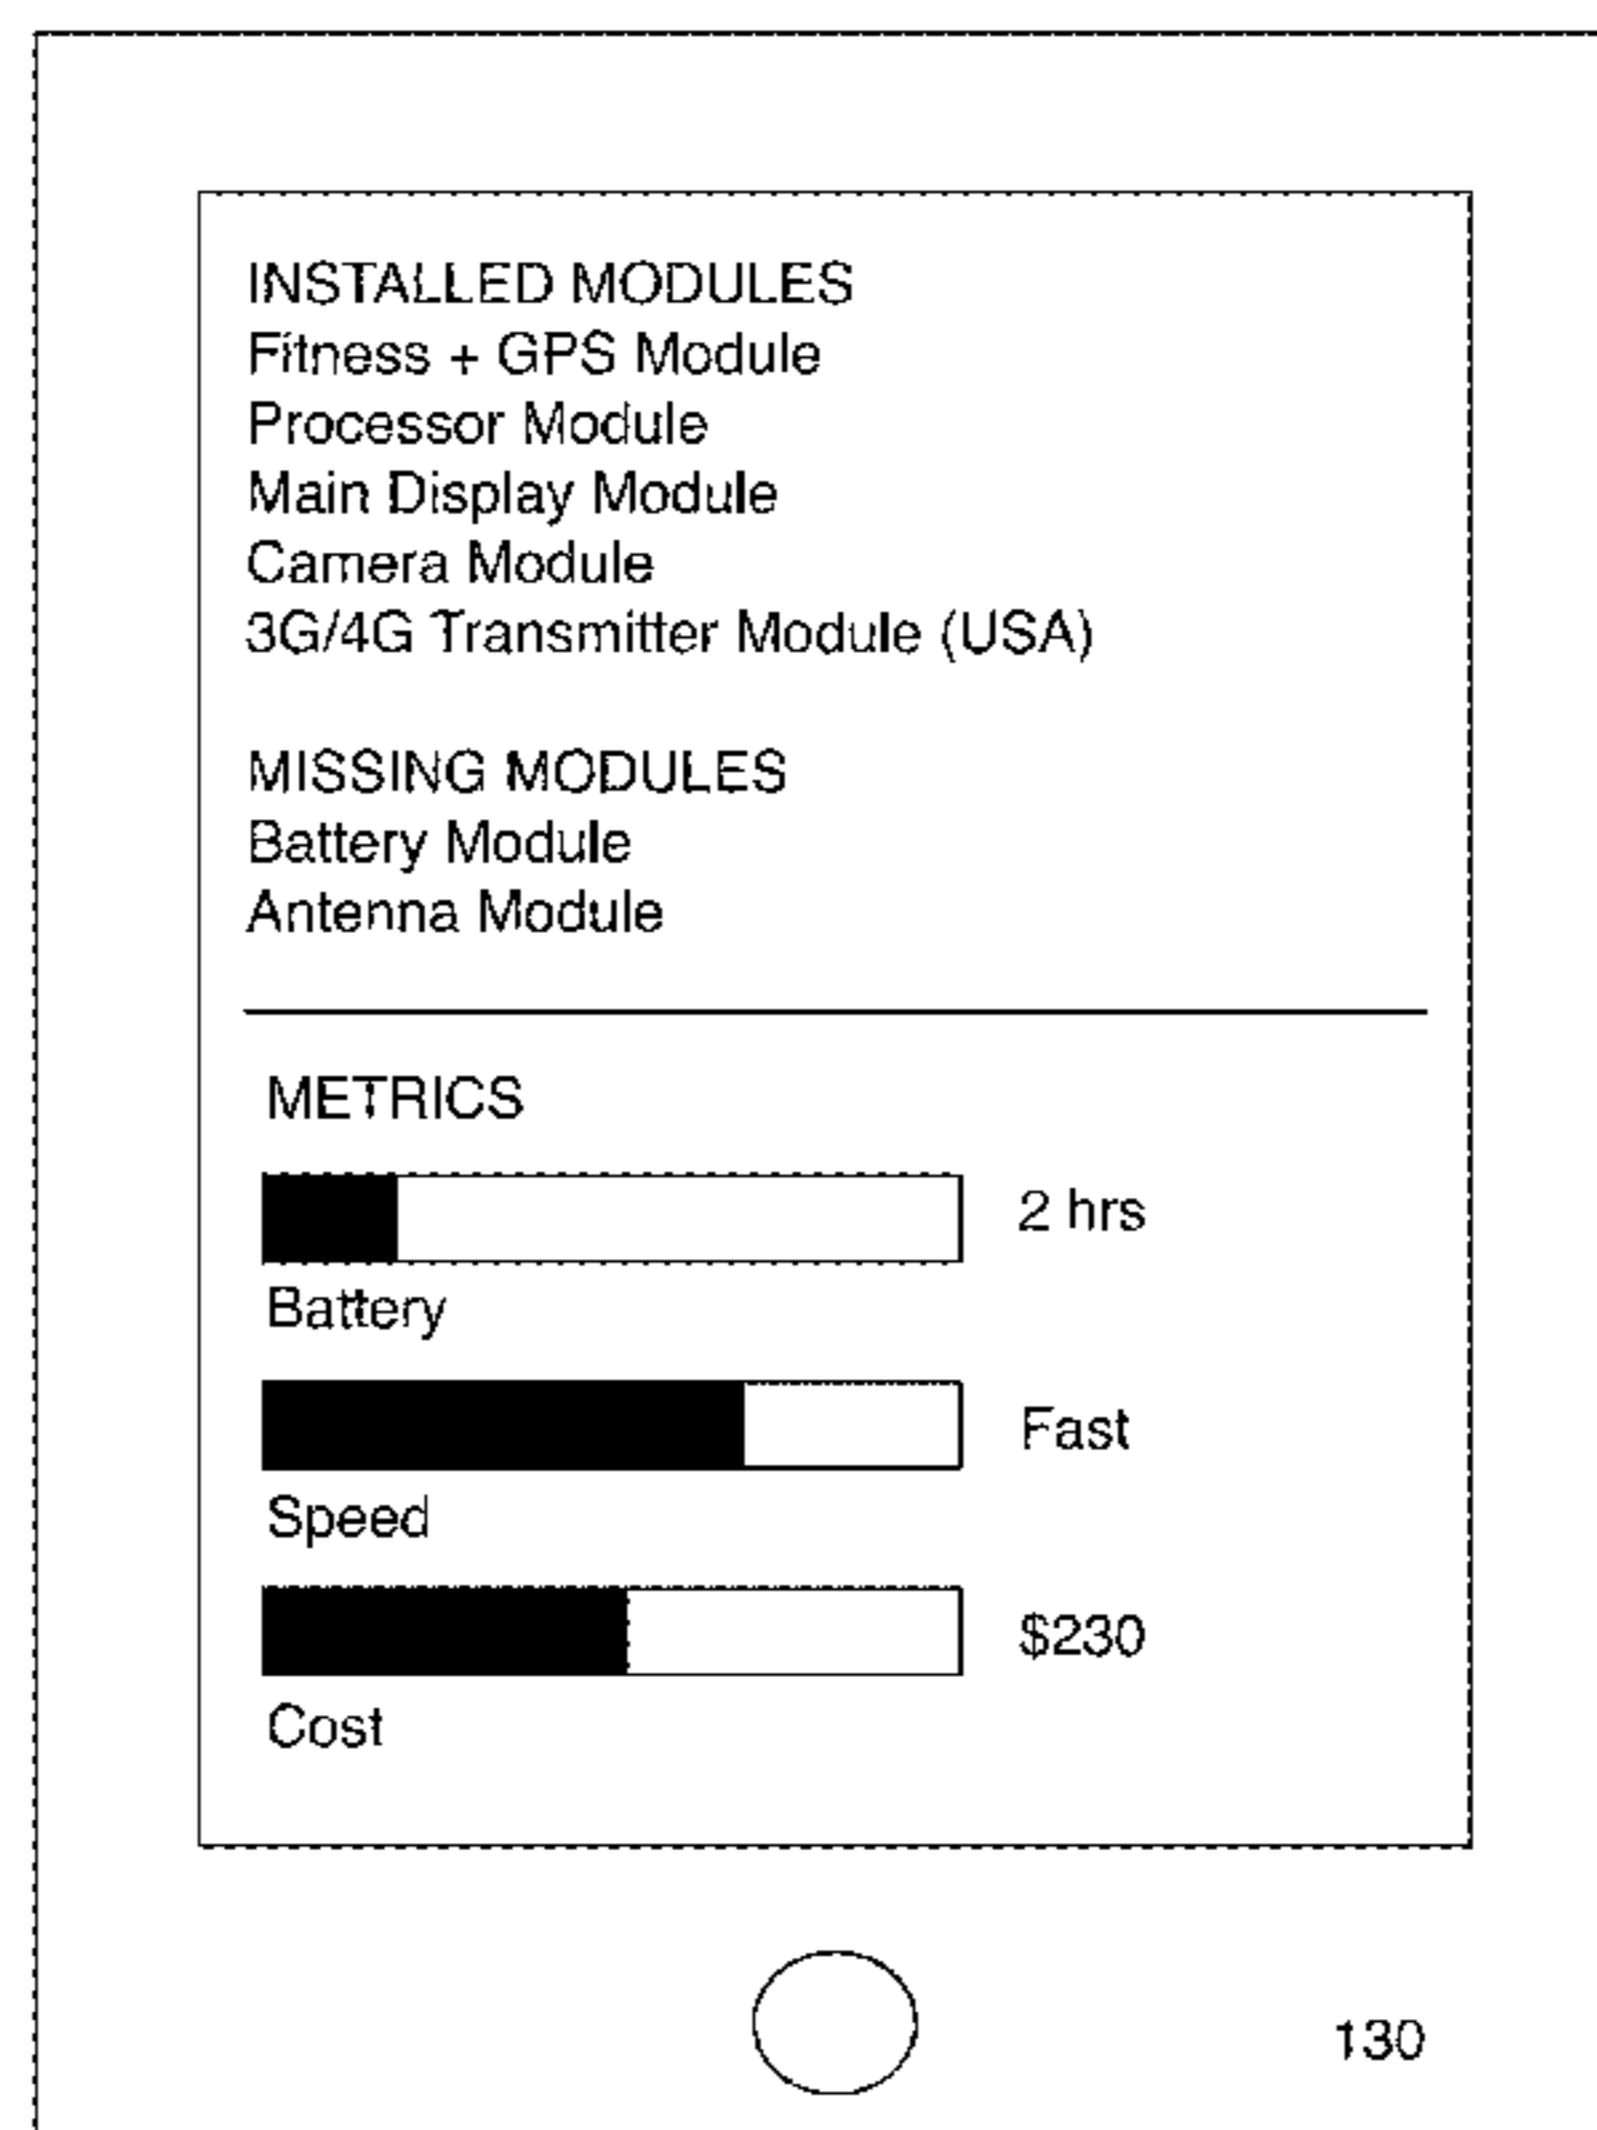 INSTALLED MODULES
Fitness + GPS Module
Processor Module
Main Display Module
Camera Module
3G/4G Transmitter Module (USA)
MISSING MODULES
Battery Module
Antenna Module
METRICS
2 hrs
Battery
Fast
Speed
$230
Cost
130